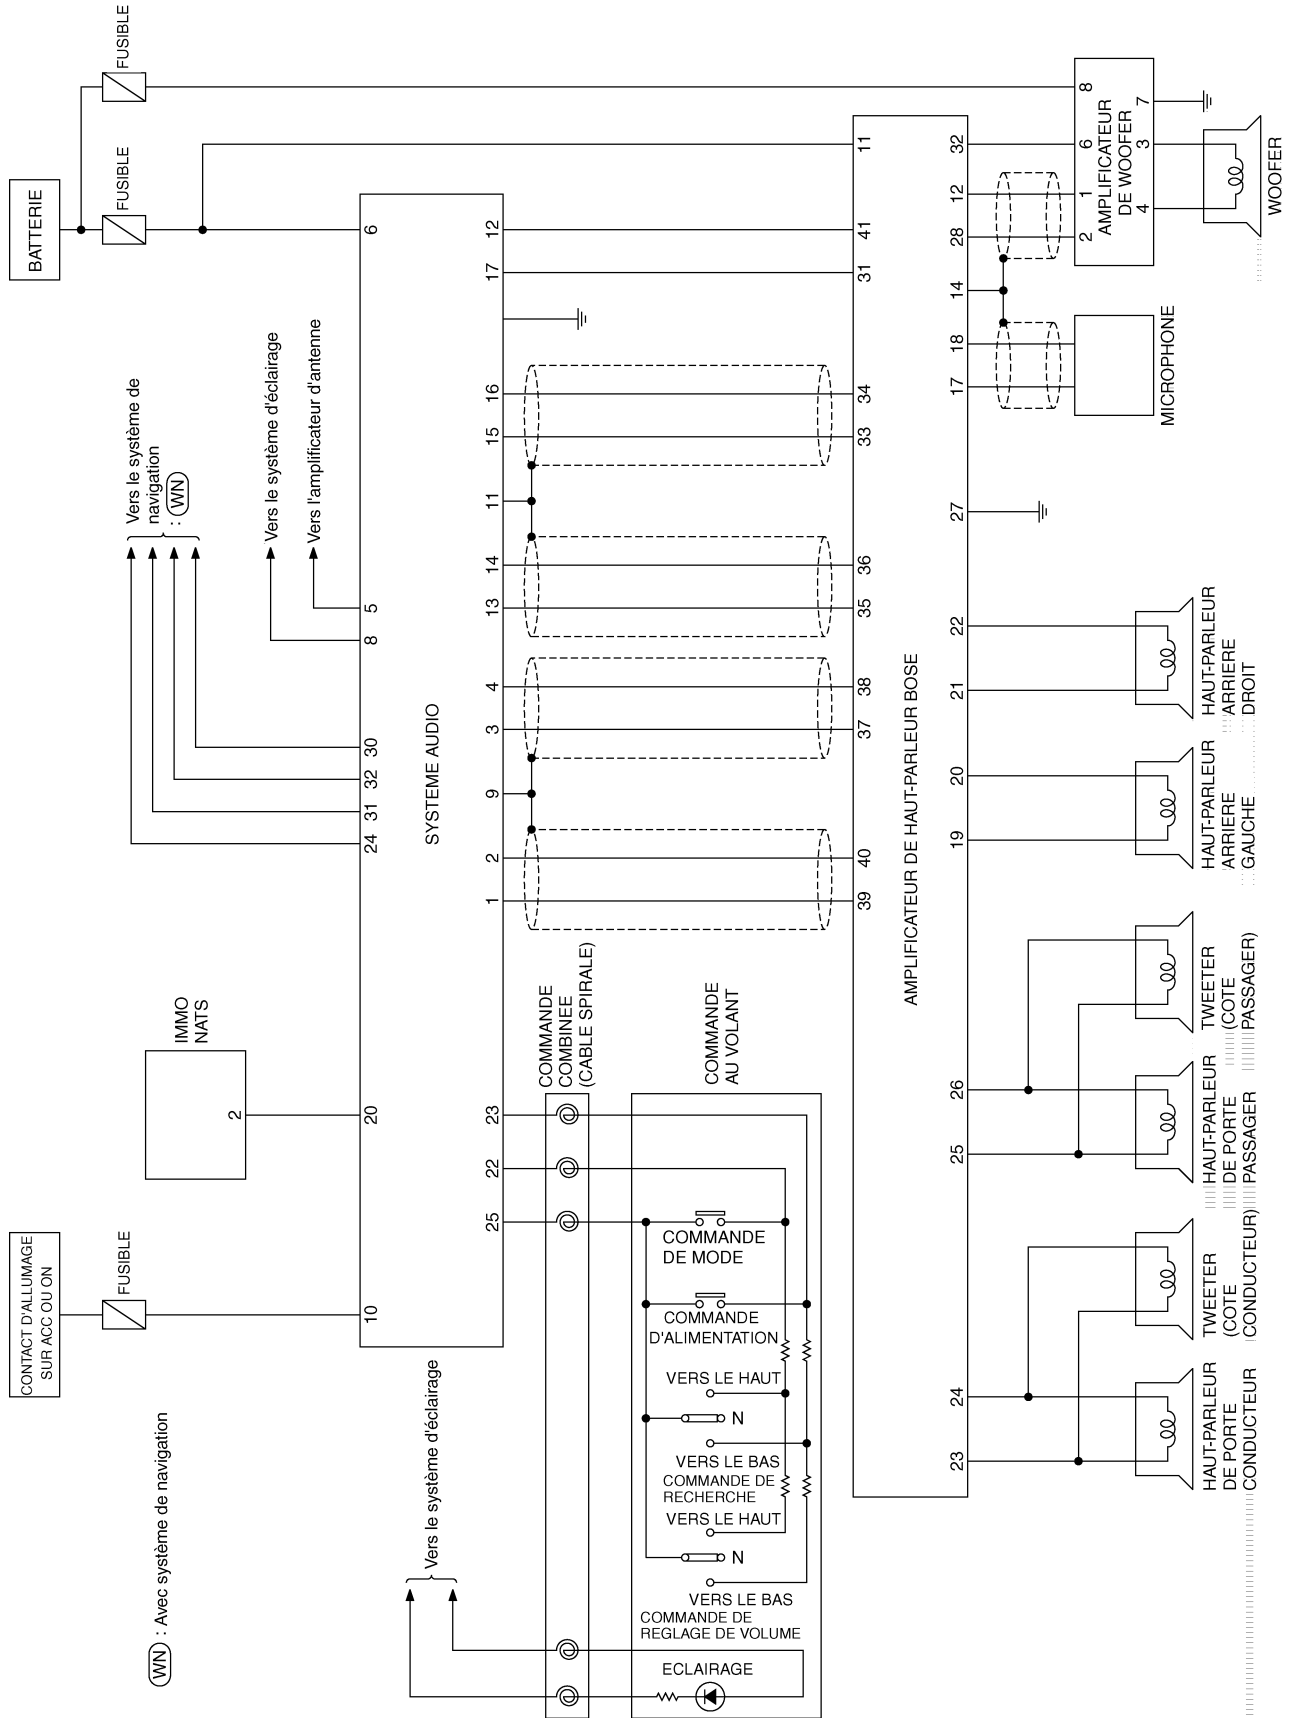 BATTERIE
FUSIBLE
FUSIBLE
CONTACT D'ALLUMAGE
SUR ACC OU ON
FUSIBLE
IMMO
NATS
2
Vers le système de
navigation
: WN
Vers le système d'éclairage
Vers l'amplificateur d'antenne
WN : Avec système de navigation
10
20
24
31
32
30
8
5
6
SYSTEME AUDIO
25
22
23
1
2
9
3
4
13
14
11
15
16
17
12
Vers le système d'éclairage
COMMANDE
COMBINEE
(CABLE SPIRALE)
COMMANDE
AU VOLANT
COMMANDE
DE MODE
COMMANDE
D'ALIMENTATION
VERS LE HAUT
N
VERS LE BAS
COMMANDE DE
RECHERCHE
VERS LE HAUT
N
VERS LE BAS
COMMANDE DE
REGLAGE DE VOLUME
ECLAIRAGE
39
40
37
38
35
36
33
34
31
41
11
AMPLIFICATEUR DE HAUT-PARLEUR BOSE
23
24
25
26
19
20
21
22
27
17
18
14
28
12
32
HAUT-PARLEUR
DE PORTE
CONDUCTEUR
TWEETER
(COTE
CONDUCTEUR)
HAUT-PARLEUR
DE PORTE
PASSAGER
TWEETER
(COTE
PASSAGER)
HAUT-PARLEUR
ARRIERE
GAUCHE
HAUT-PARLEUR
ARRIERE
DROIT
MICROPHONE
2
1
6
8
AMPLIFICATEUR
DE WOOFER
4
3
7
WOOFER